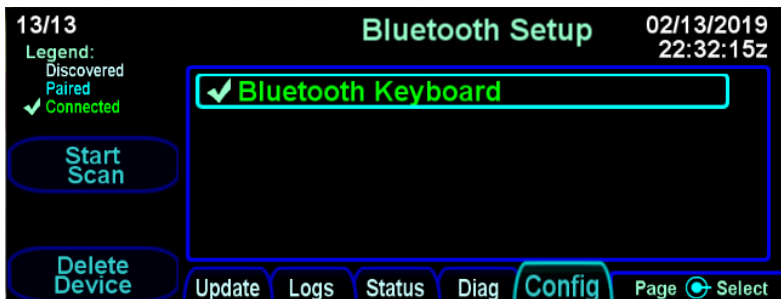 13/13
Bluetooth Setup
02/13/2019
22:32:15z
Legend:
Discovered
Paired
Connected
Bluetooth Keyboard
Start
Scan
Delete
Device
Update
Logs
Status
Diag
Config
Page
Select